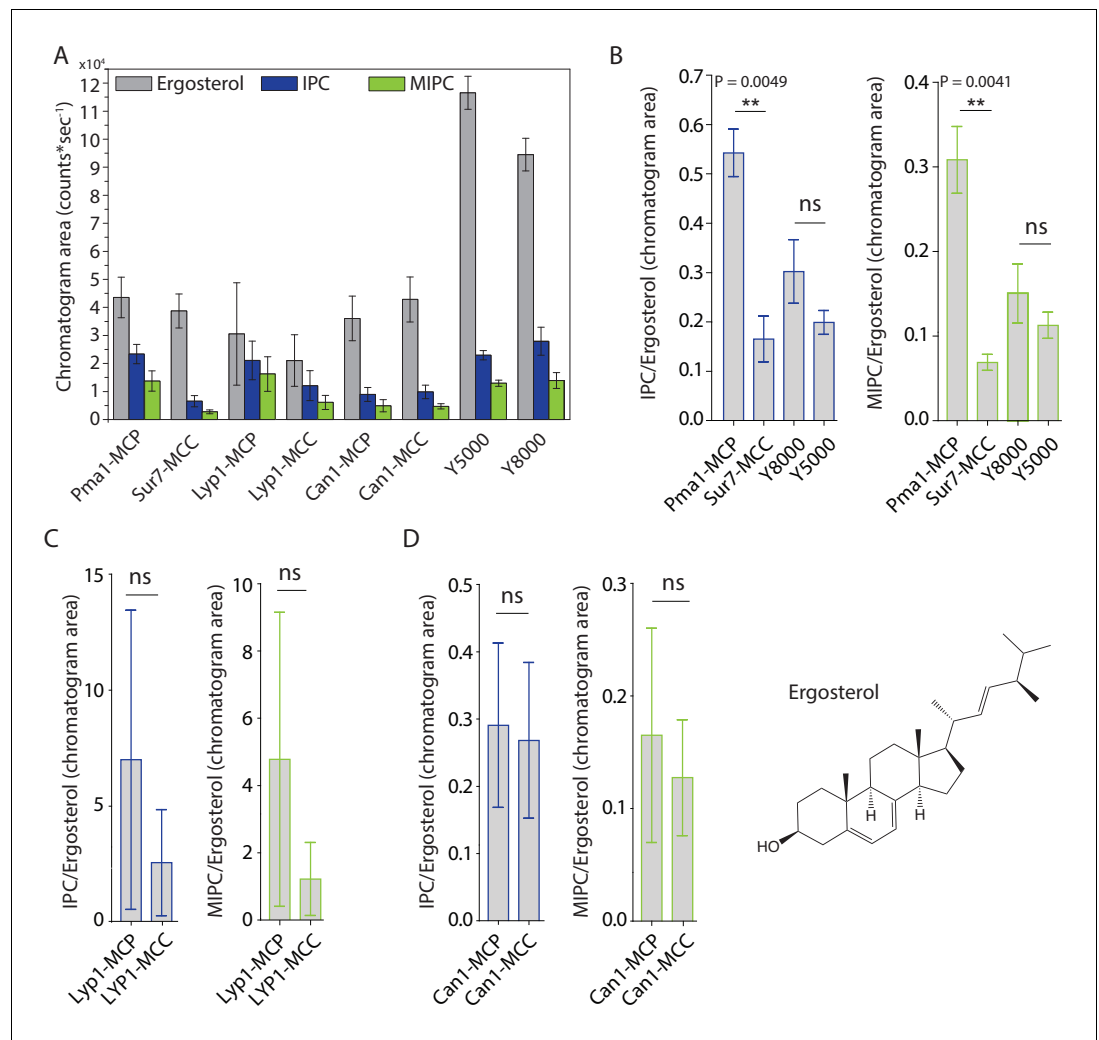 A
x10⁴
Ergosterol
IPC
MIPC
Chromatogram area (counts*sec⁻¹)
12
11
10
9
8
7
6
5
4
3
2
1
0
Pma1-MCP
Sur7-MCC
Lyp1-MCP
Lyp1-MCC
Can1-MCP
Can1-MCC
Y5000
Y8000
B
IPC/Ergosterol (chromatogram area)
0.7
0.6
0.5
0.4
0.3
0.2
0.1
0.0
P = 0.0049
**
ns
Pma1-MCP
Sur7-MCC
Y8000
Y5000
MIPC/Ergosterol (chromatogram area)
0.4
0.3
0.2
0.1
0.0
P = 0.0041
**
ns
Pma1-MCP
Sur7-MCC
Y8000
Y5000
C
IPC/Ergosterol (chromatogram area)
15
10
5
0
ns
Lyp1-MCP
LYP1-MCC
MIPC/Ergosterol (chromatogram area)
10
8
6
4
2
0
ns
Lyp1-MCP
LYP1-MCC
D
IPC/Ergosterol (chromatogram area)
0.5
0.4
0.3
0.2
0.1
0.0
ns
Can1-MCP
Can1-MCC
MIPC/Ergosterol (chromatogram area)
0.3
0.2
0.1
0.0
ns
Can1-MCP
Can1-MCC
Ergosterol
H
H
HO